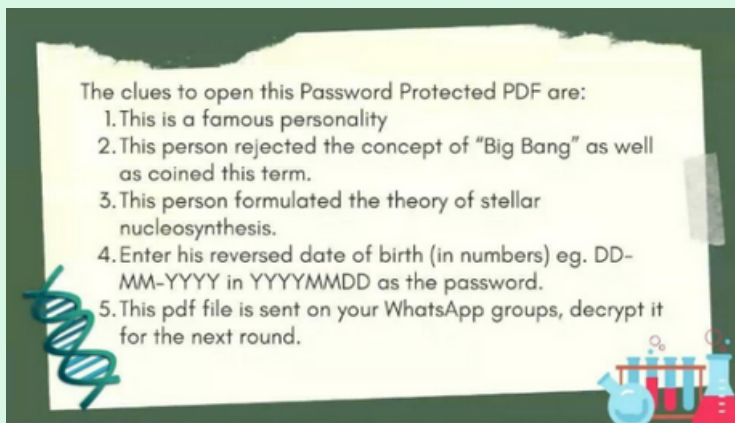 The clues to open this Password Protected PDF are:
1. This is a famous personality
2. This person rejected the concept of “Big Bang” as well
as coined this term.
3. This person formulated the theory of stellar
nucleosynthesis.
4. Enter his reversed date of birth (in numbers) eg. DD-
MM-YYYY in YYYYMMDD as the password.
5. This pdf file is sent on your WhatsApp groups, decrypt it
for the next round.